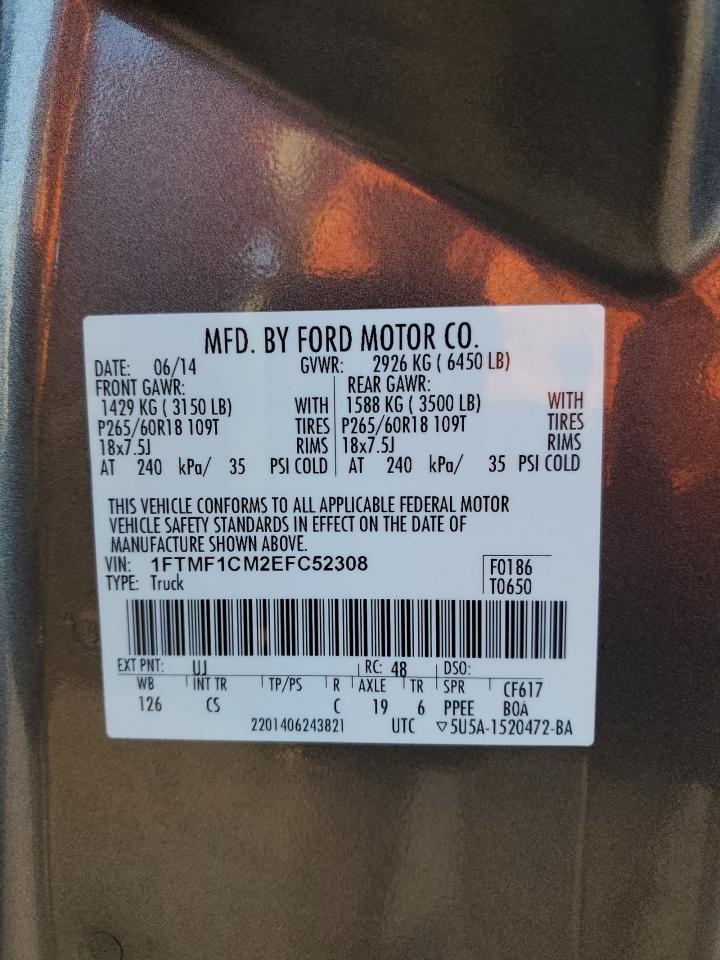 MFD. BY FORD MOTOR CO.
DATE: 06/14 GVWR: 2926 KG ( 6450 LB)
FRONT GAWR: REAR GAWR:
1429 KG ( 3150 LB) WITH 1588 KG ( 3500 LB) WITH
P265/60R18 109T TIRES P265/60R18 109T TIRES
18x7.5J RIMS 18x7.5J RIMS
AT 240 kPa/ 35 PSI COLD AT 240 kPa/ 35 PSI COLD
THIS VEHICLE CONFORMS TO ALL APPLICABLE FEDERAL MOTOR
VEHICLE SAFETY STANDARDS IN EFFECT ON THE DATE OF
MANUFACTURE SHOWN ABOVE.
VIN: 1FTMF1CM2EFC52308 F0186
TYPE: Truck T0650
EXT PNT: UJ RC: 48 DSO:
WB INT TR TP/PS R AXLE TR SPR CF617
126 CS C 19 6 PPEE BOA
2201406243821 UTC ▽5U5A-1520472-BA